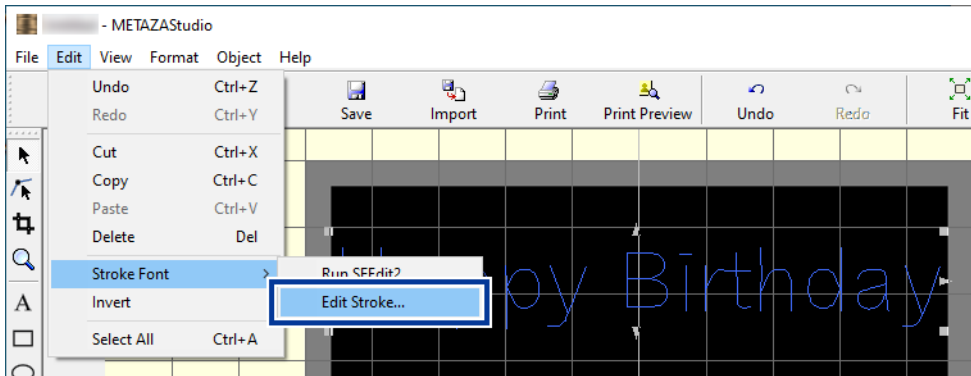 - METAZAStudio
File Edit View Format Object Help
Undo Ctrl+Z
Redo Ctrl+Y
Cut Ctrl+X
Copy Ctrl+C
Paste Ctrl+V
Delete Del
Stroke Font >
Invert
Select All Ctrl+A
Run SFEdit2
Edit Stroke...
Save Import Print Print Preview Undo Redo Fit
A
py Birthday